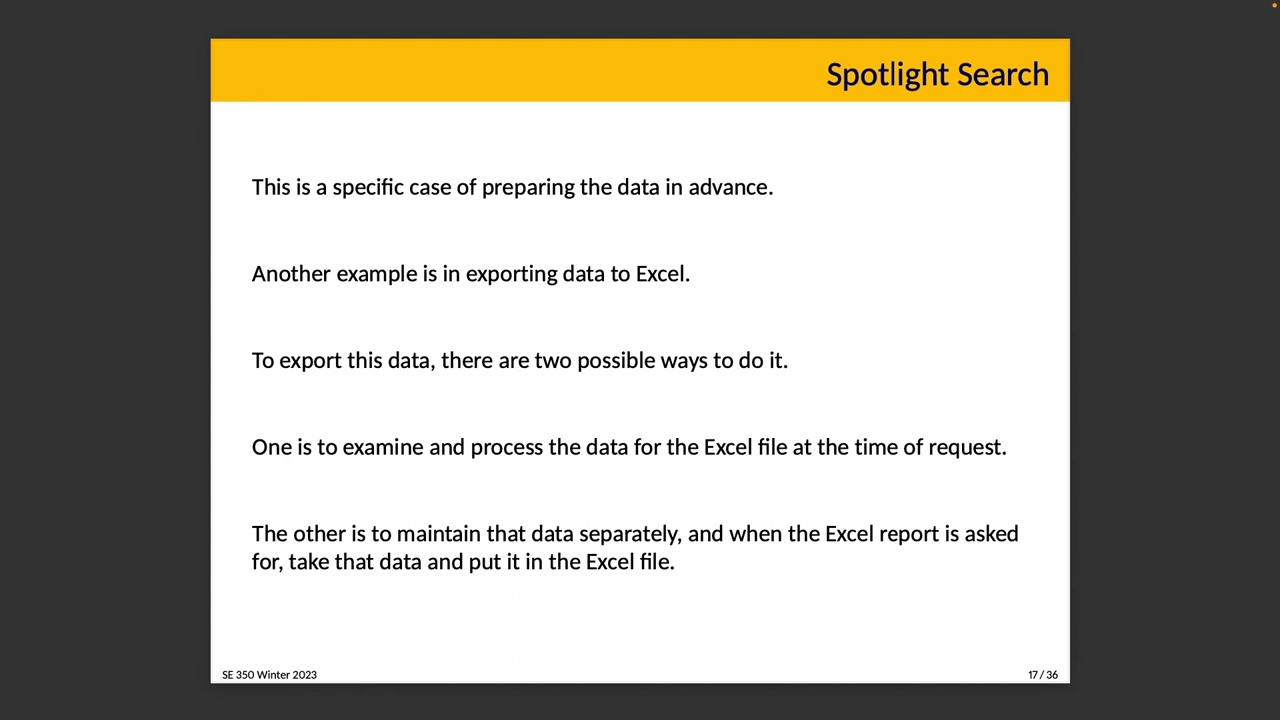 Spotlight Search
This is a specific case of preparing the data in advance.
Another example is in exporting data to Excel.
To export this data, there are two possible ways to do it.
One is to examine and process the data for the Excel file at the time of request.
The other is to maintain that data separately, and when the Excel report is asked
for, take that data and put it in the Excel file.
SE 350 Winter 2023
17 / 36